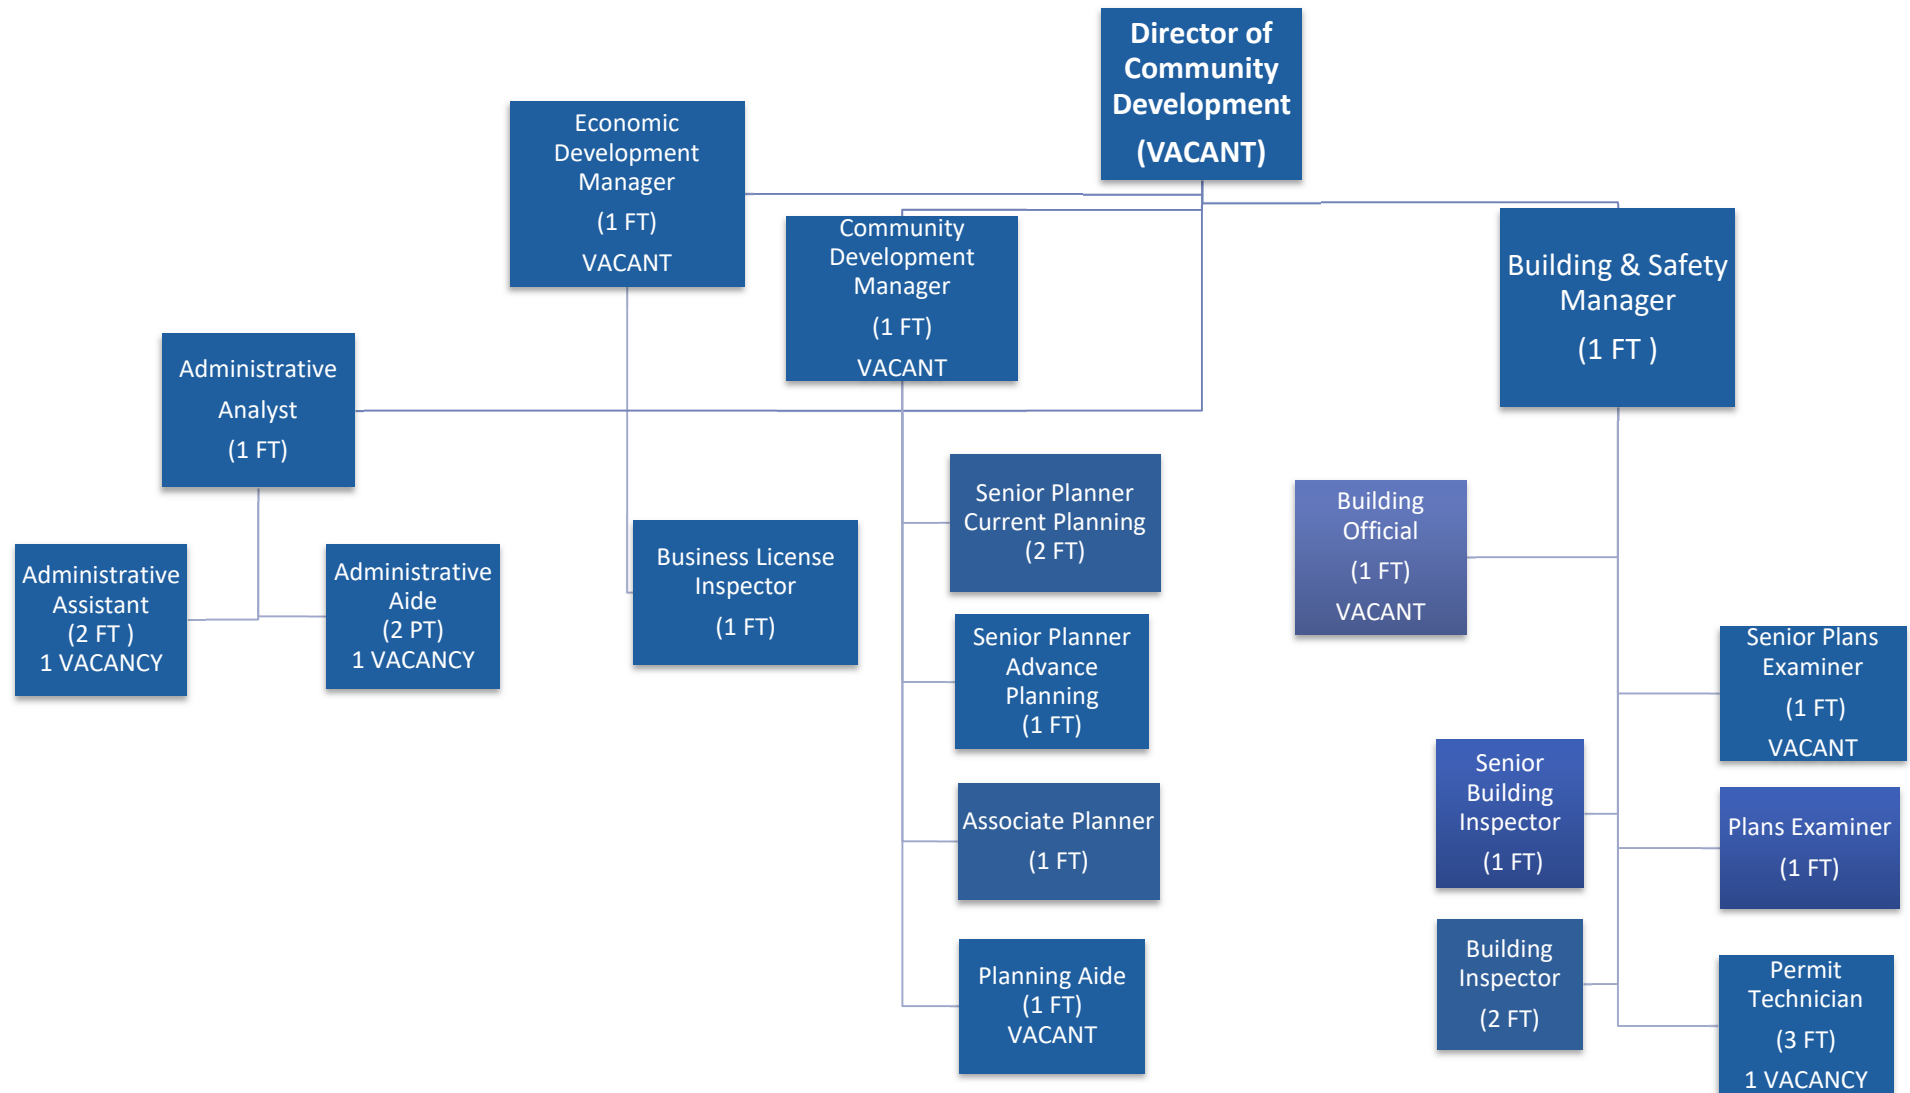 Director of
Community
Development
(VACANT)
Economic
Development
Manager
(1 FT)
VACANT
Community
Development
Manager
(1 FT)
VACANT
Building & Safety
Manager
(1 FT )
Administrative
Analyst
(1 FT)
Administrative
Assistant
(2 FT )
1 VACANCY
Administrative
Aide
(2 PT)
1 VACANCY
Business License
Inspector
(1 FT)
Senior Planner
Current Planning
(2 FT)
Senior Planner
Advance
Planning
(1 FT)
Associate Planner
(1 FT)
Planning Aide
(1 FT)
VACANT
Building
Official
(1 FT)
VACANT
Senior Plans
Examiner
(1 FT)
VACANT
Senior
Building
Inspector
(1 FT)
Plans Examiner
(1 FT)
Building
Inspector
(2 FT)
Permit
Technician
(3 FT)
1 VACANCY